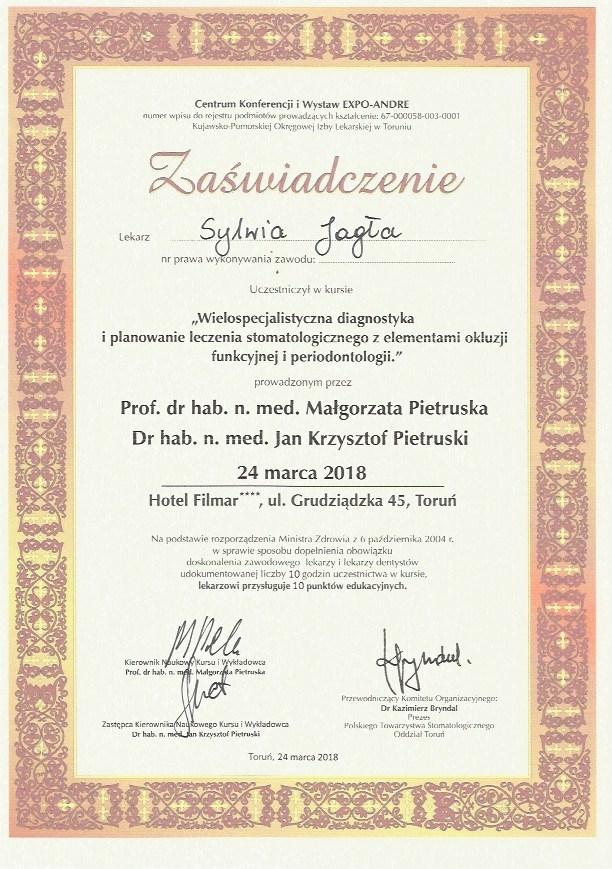 Centrum Konferencji i Wystaw EXPO-ANDRE
numer wpisu do rejestru podmiotów prowadzących kształcenie: 67-000058-003-0001
Kujawsko-Pomorskiej Okręgowej Izby Lekarskiej w Toruniu
Zaświadczenie
Lekarz Sylwia Jagła
nr prawa wykonywania zawodu:
Uczestniczył w kursie
„Wielospecjalistyczna diagnostyka
i planowanie leczenia stomatologicznego z elementami okluzji
funkcyjnej i periodontologii.”
prowadzonym przez
Prof. dr hab. n. med. Małgorzata Pietruska
Dr hab. n. med. Jan Krzysztof Pietruski
24 marca 2018
Hotel Filmar****, ul. Grudziądzka 45, Toruń
Na podstawie rozporządzenia Ministra Zdrowia z 6 października 2004 r.
w sprawie sposobu dopełnienia obowiązku
doskonalenia zawodowego lekarzy i lekarzy dentystów
udokumentowanej liczby 10 godzin uczestnictwa w kursie,
lekarzowi przysługuje 10 punktów edukacyjnych.
Kierownik Naukowy Kursu i Wykładowca
Prof. dr hab. n. med. Małgorzata Pietruska
Zastępca Kierownika Naukowego Kursu i Wykładowca
Dr hab. n. med. Jan Krzysztof Pietruski
Przewodniczący Komitetu Organizacyjnego:
Dr Kazimierz Bryndal
Prezes
Polskiego Towarzystwa Stomatologicznego
Oddział Toruń
Toruń, 24 marca 2018